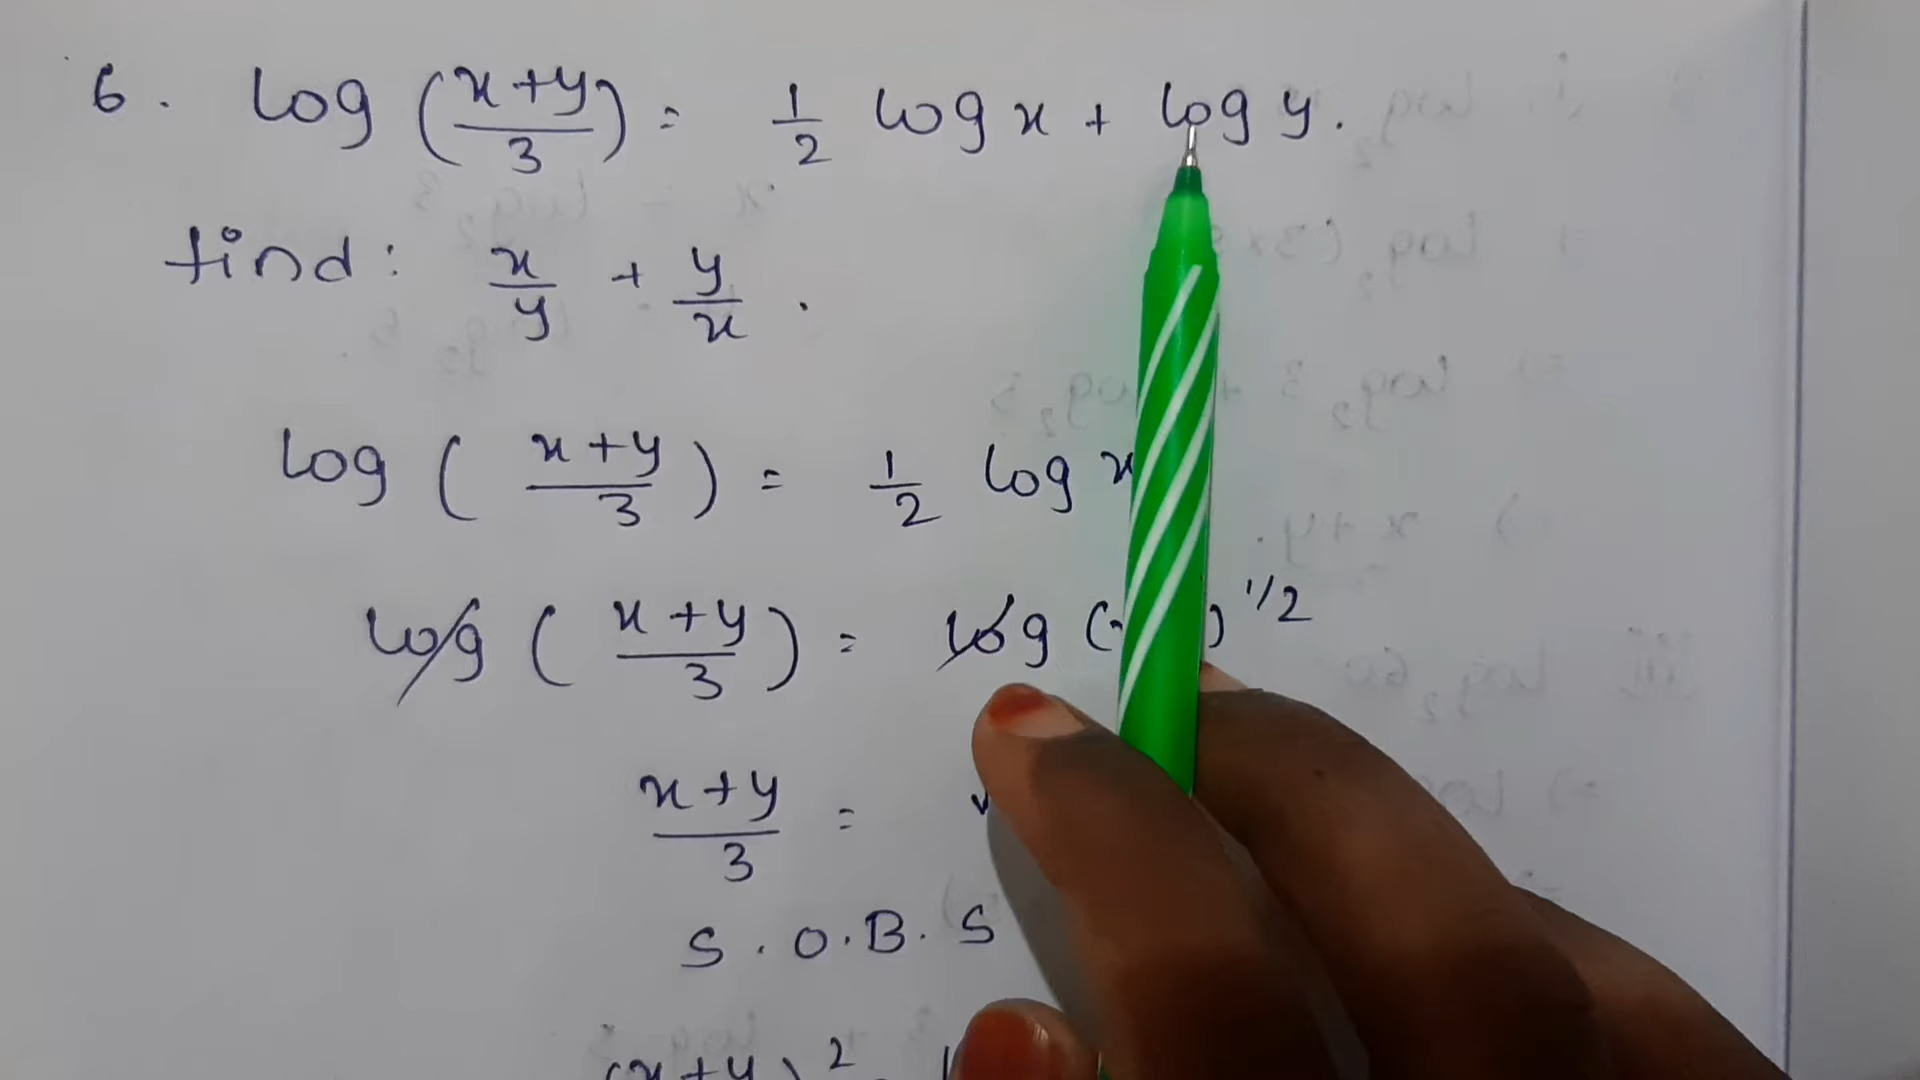 6. log (x+y/3) = 1/2 log x + log y.
find: x/y + y/x.
log (x+y/3) = 1/2 log x
log (x+y/3) = log ( )^1/2
x+y/3 =
S.O.B.S
(x+y)^2